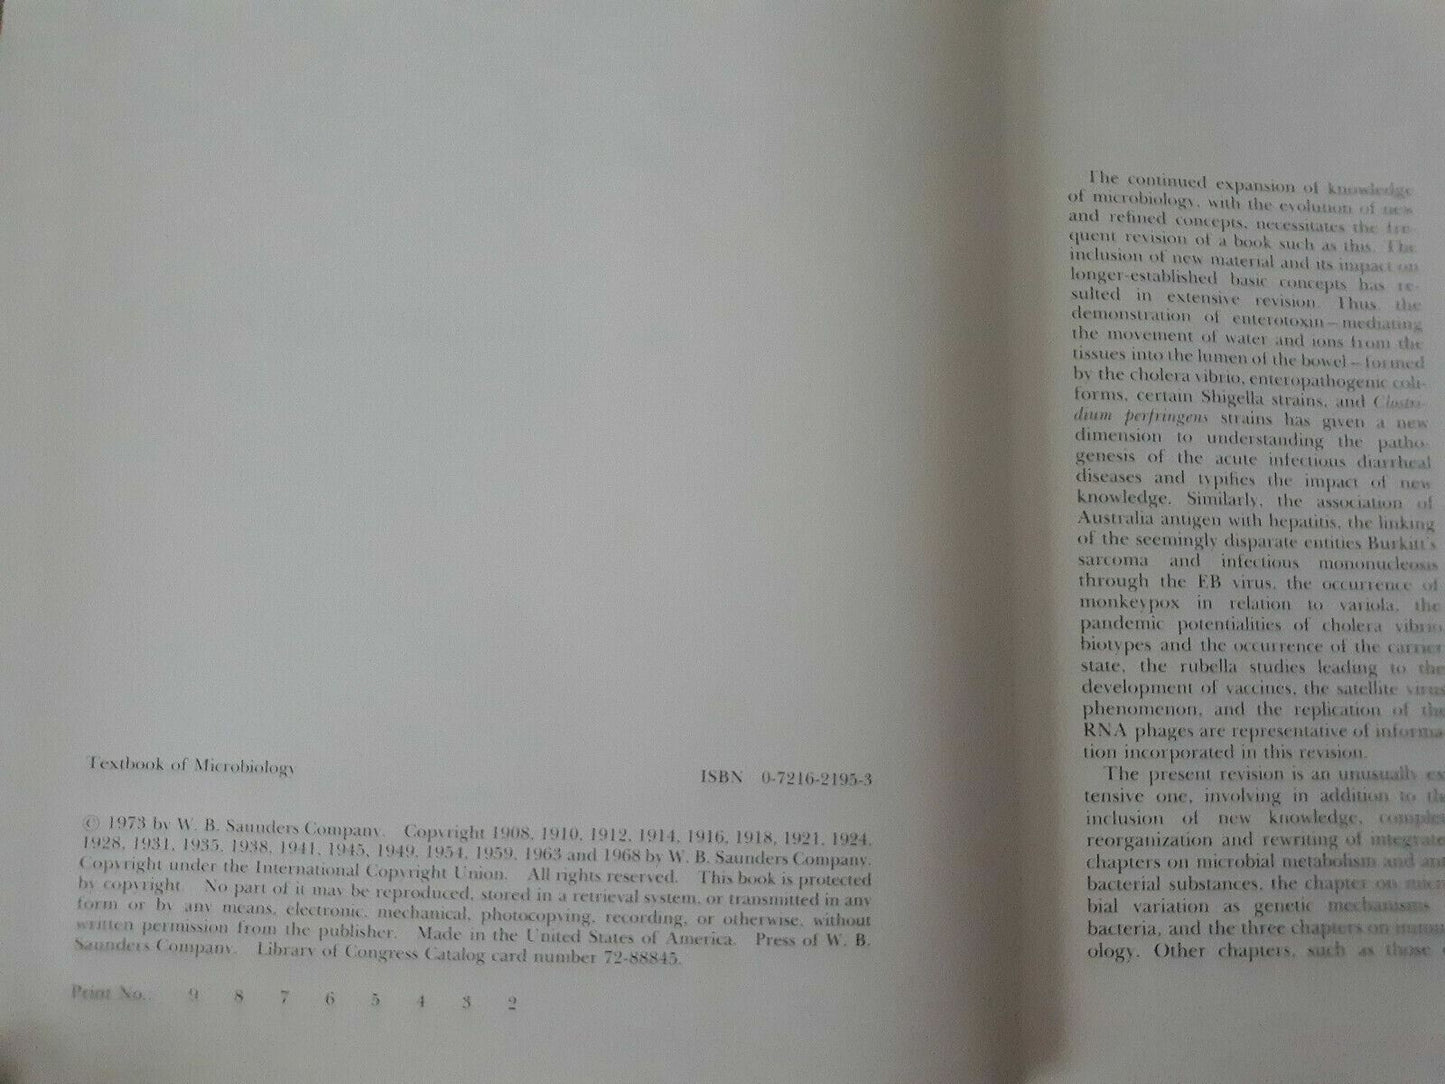 Textbook of Microbiology
ISBN 0-7216-2195-3
© 1973 by W. B. Saunders Company. Copyright 1908, 1910, 1912, 1914, 1916, 1918, 1921, 1924,
1928, 1931, 1935, 1938, 1941, 1945, 1949, 1954, 1959, 1963 and 1968 by W. B. Saunders Company.
Copyright under the International Copyright Union. All rights reserved. This book is protected
by copyright. No part of it may be reproduced, stored in a retrieval system, or transmitted in any
form or by any means, electronic, mechanical, photocopying, recording, or otherwise, without
written permission from the publisher. Made in the United States of America. Press of W. B.
Saunders Company. Library of Congress Catalog card number 72-88845.
Print No.: 9 8 7 6 5 4 3 2
The continued expansion of knowledge
of microbiology, with the evolution of new
and refined concepts, necessitates the fre-
quent revision of a book such as this. The
inclusion of new material and its impact on
longer-established basic concepts has re-
sulted in extensive revision. Thus, the
demonstration of enterotoxin – mediating
the movement of water and ions from the
tissues into the lumen of the bowel – formed
by the cholera vibrio, enteropathogenic coli-
forms, certain Shigella strains, and Clostri-
dium perfringens strains has given a new
dimension to understanding the patho-
genesis of the acute infectious diarrheal
diseases and typifies the impact of new
knowledge. Similarly, the association of
Australia antigen with hepatitis, the linking
of the seemingly disparate entities Burkitt's
sarcoma and infectious mononucleosis
through the EB virus, the occurrence of
monkeypox in relation to variola, the
pandemic potentialities of cholera vibrio
biotypes and the occurrence of the carrier
state, the rubella studies leading to the
development of vaccines, the satellite virus
phenomenon, and the replication of the
RNA phages are representative of informa
tion incorporated in this revision.
The present revision is an unusually ex
tensive one, involving in addition to the
inclusion of new knowledge, comple
reorganization and rewriting of integrate
chapters on microbial metabolism and ant
bacterial substances, the chapter on micr
bial variation as genetic mechanisms
bacteria, and the three chapters on immu
ology. Other chapters, such as those